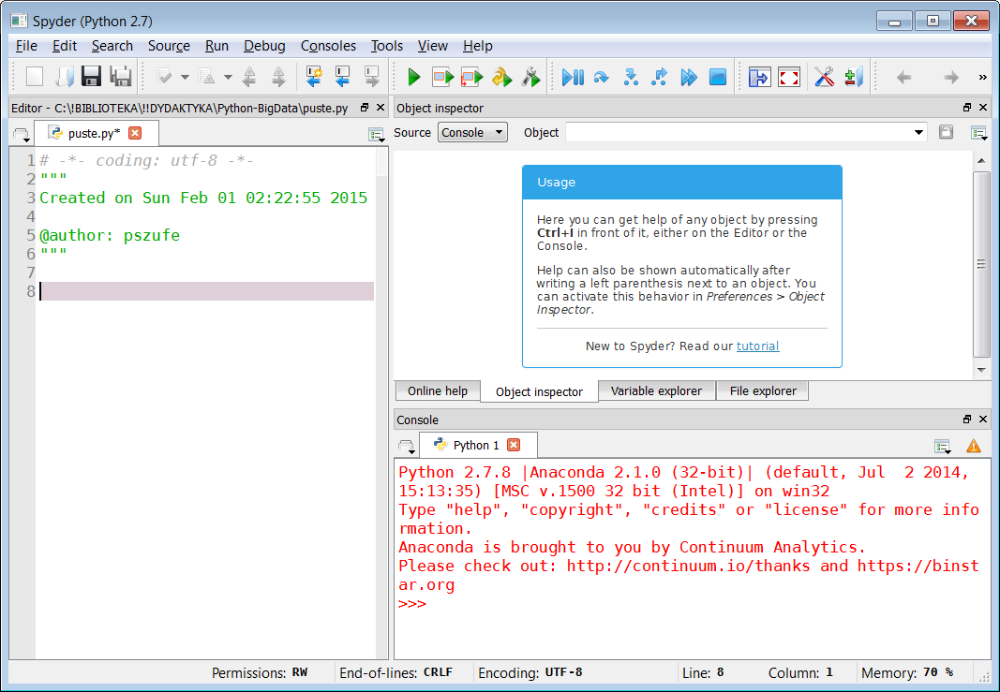 Spyder (Python 2.7)
File Edit Search Source Run Debug Consoles Tools View Help
»
Editor - C:\!BIBLIOTEKA\!!DYDAKTYKA\Python-BigData\puste.py
puste.py*
1 # -*- coding: utf-8 -*-
2 """
3 Created on Sun Feb 01 02:22:55 2015
4
5 @author: pszufe
6 """
7
8
Object inspector
Source Console Object
Usage
Here you can get help of any object by pressing
Ctrl+I in front of it, either on the Editor or the
Console.
Help can also be shown automatically after
writing a left parenthesis next to an object. You
can activate this behavior in Preferences > Object
Inspector.
New to Spyder? Read our tutorial
Online help Object inspector Variable explorer File explorer
Console
Python 1
Python 2.7.8 |Anaconda 2.1.0 (32-bit)| (default, Jul  2 2014,
15:13:35) [MSC v.1500 32 bit (Intel)] on win32
Type "help", "copyright", "credits" or "license" for more info
rmation.
Anaconda is brought to you by Continuum Analytics.
Please check out: http://continuum.io/thanks and https://binst
ar.org
>>>
Permissions: RW End-of-lines: CRLF Encoding: UTF-8 Line: 8 Column: 1 Memory: 70 %